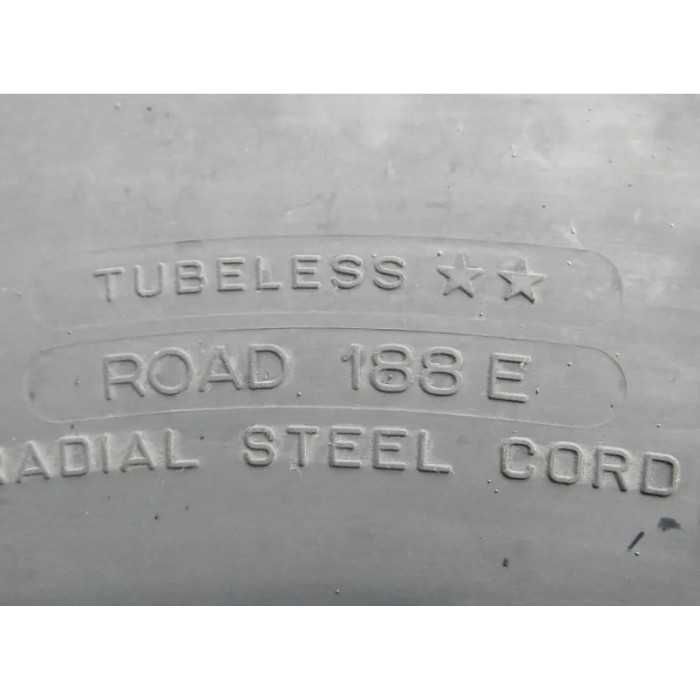 TUBELESS ★★
ROAD 188 E
RADIAL STEEL CORD